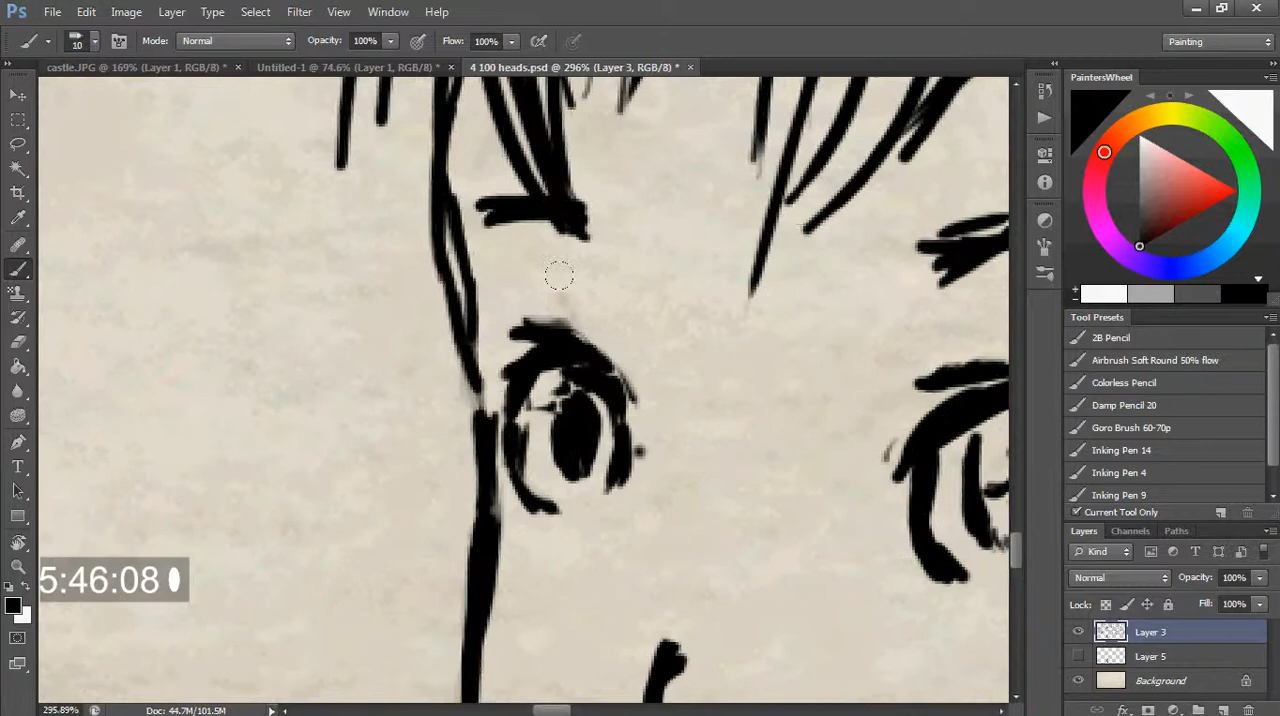 Ps File Edit Image Layer Type Select Filter View Window Help
10 Mode: Normal Opacity: 100% Flow: 100% Painting
castle.JPG @ 169% (Layer 1, RGB/8) * × Untitled-1 @ 74.6% (Layer 1, RGB/8) * × 4 100 heads.psd @ 296% (Layer 3, RGB/8) * ×
PaintersWheel
Tool Presets
2B Pencil
Airbrush Soft Round 50% flow
Colorless Pencil
Damp Pencil 20
Goro Brush 60-70p
Inking Pen 14
Inking Pen 4
Inking Pen 9
Current Tool Only
Layers Channels Paths
Kind
Normal Opacity: 100%
Lock: Fill: 100%
Layer 3
Layer 5
Background
fx
T
5:46:08
295.89% Doc: 44.7M/101.5M